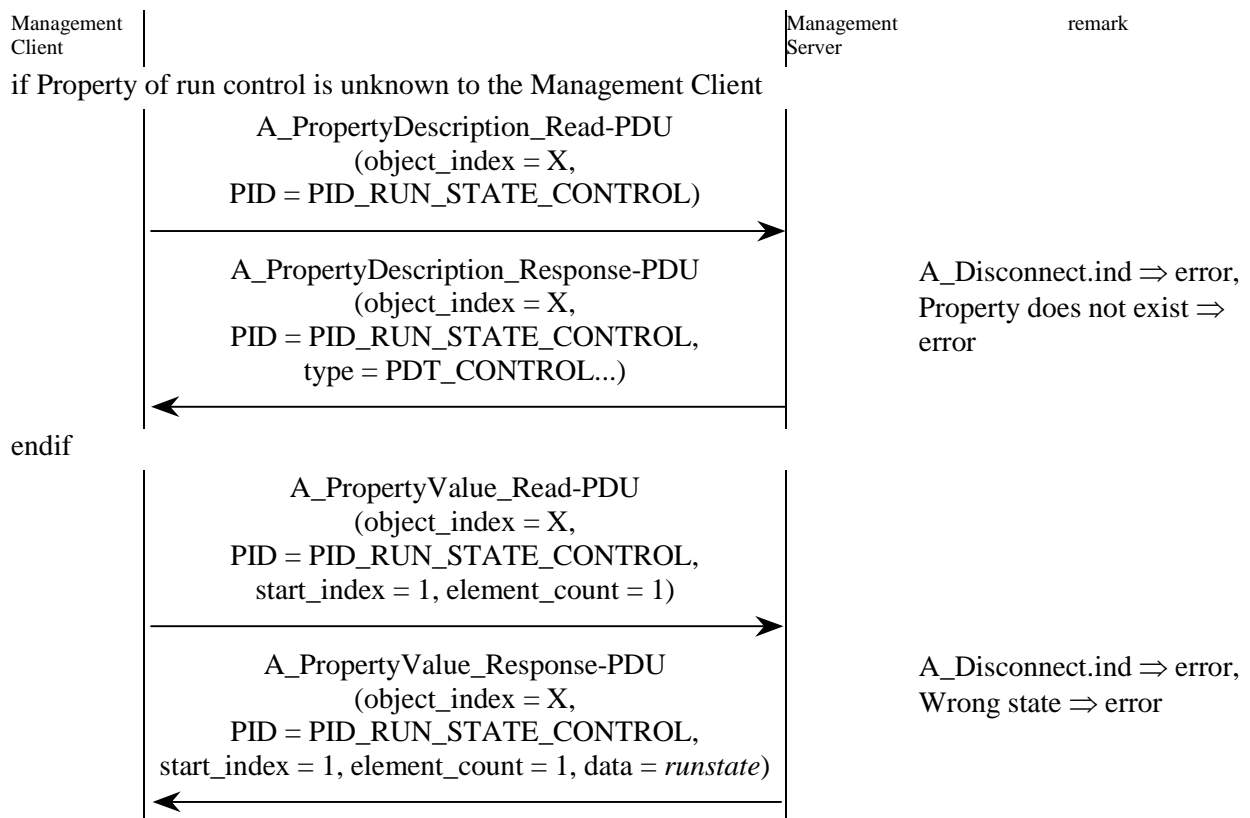 Management Client
Management Server
remark
if Property of run control is unknown to the Management Client
A_PropertyDescription_Read-PDU
(object_index = X,
PID = PID_RUN_STATE_CONTROL)
A_PropertyDescription_Response-PDU
(object_index = X,
PID = PID_RUN_STATE_CONTROL,
type = PDT_CONTROL...)
A_Disconnect.ind ⇒ error,
Property does not exist ⇒
error
endif
A_PropertyValue_Read-PDU
(object_index = X,
PID = PID_RUN_STATE_CONTROL,
start_index = 1, element_count = 1)
A_PropertyValue_Response-PDU
(object_index = X,
PID = PID_RUN_STATE_CONTROL,
start_index = 1, element_count = 1, data = runstate)
A_Disconnect.ind ⇒ error,
Wrong state ⇒ error